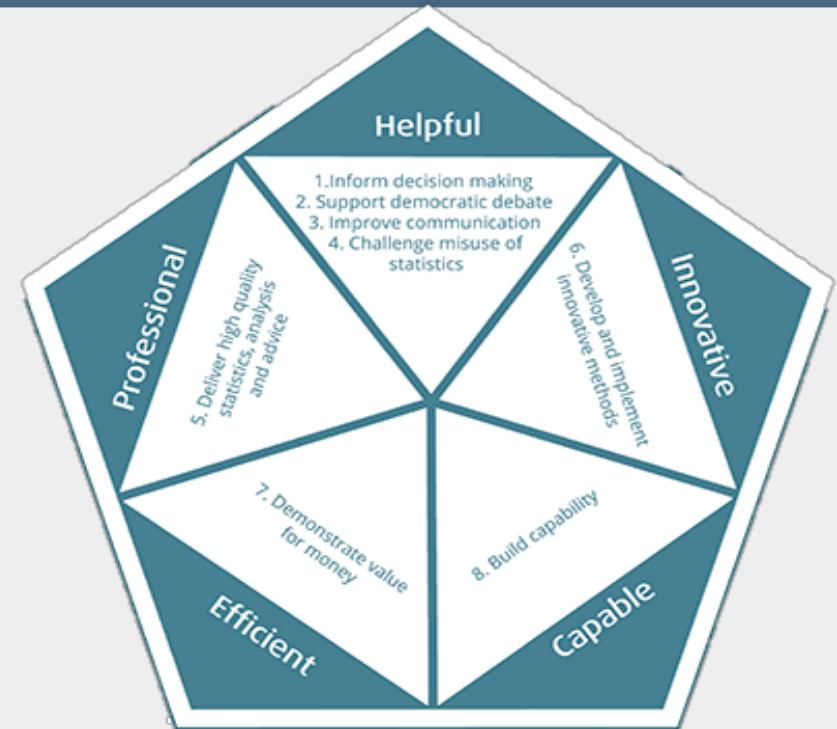 Helpful
1.Inform decision making
2. Support democratic debate
3. Improve communication
4. Challenge misuse of
statistics
Professional
5. Deliver high quality
statistics, analysis
and advice
Innovative
6. Develop and implement
innovative methods
Efficient
7. Demonstrate value
for money
Capable
8. Build capability